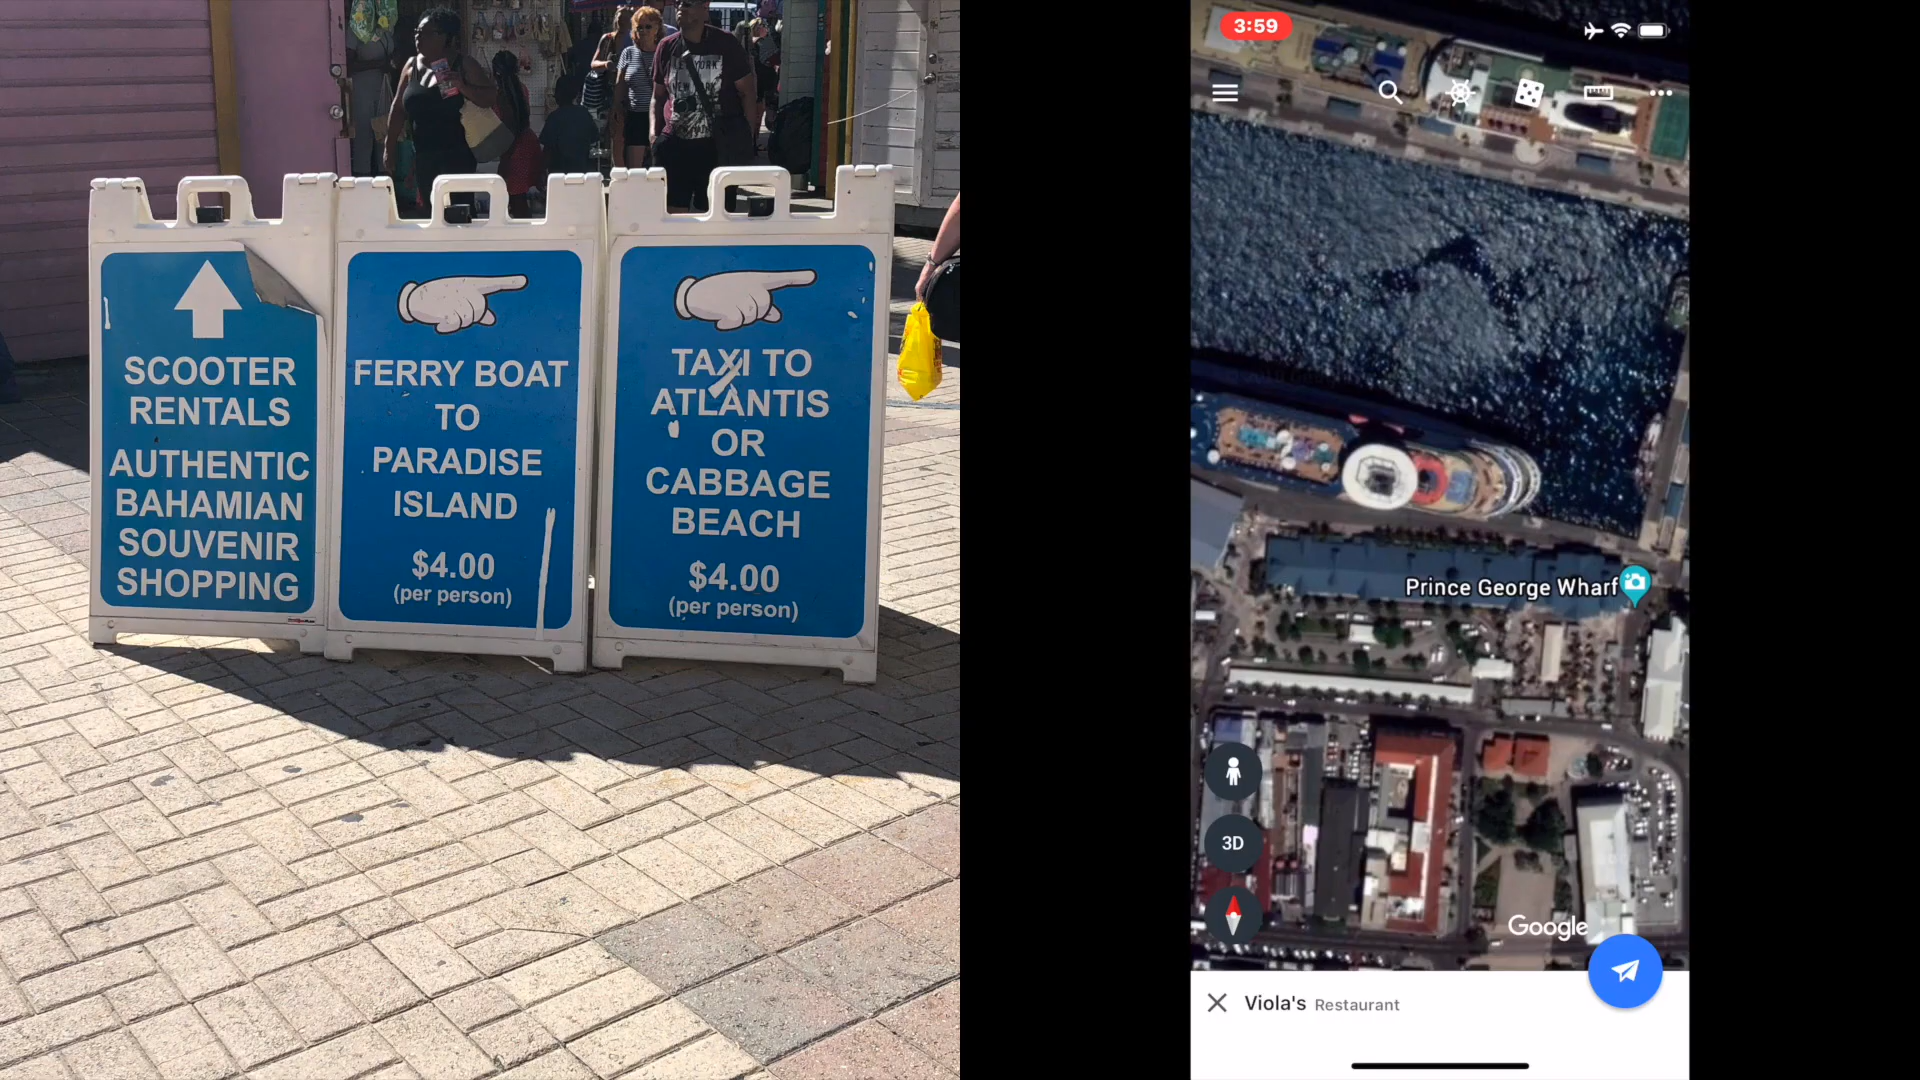 SCOOTER
RENTALS
AUTHENTIC
BAHAMIAN
SOUVENIR
SHOPPING
FERRY BOAT
TO
PARADISE
ISLAND
$4.00
(per person)
TAXI TO
ATLANTIS
OR
CABBAGE
BEACH
$4.00
(per person)
3:59
Prince George Wharf
3D
Google
Viola's Restaurant